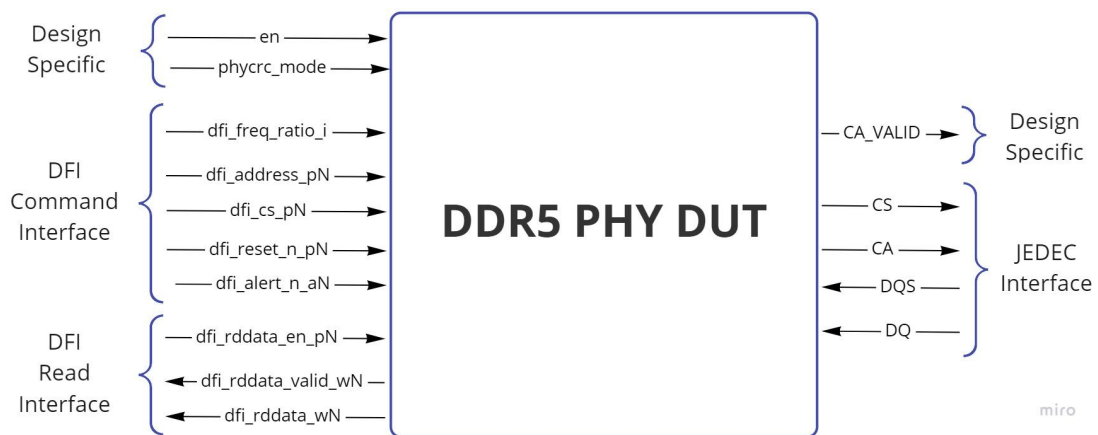 Design
Specific
en
phycrc_mode
DFI
Command
Interface
dfi_freq_ratio_i
dfi_address_pN
dfi_cs_pN
dfi_reset_n_pN
dfi_alert_n_aN
DFI
Read
Interface
dfi_rddata_en_pN
dfi_rddata_valid_wN
dfi_rddata_wN
DDR5 PHY DUT
CA_VALID
Design
Specific
CS
CA
DQS
DQ
JEDEC
Interface
miro